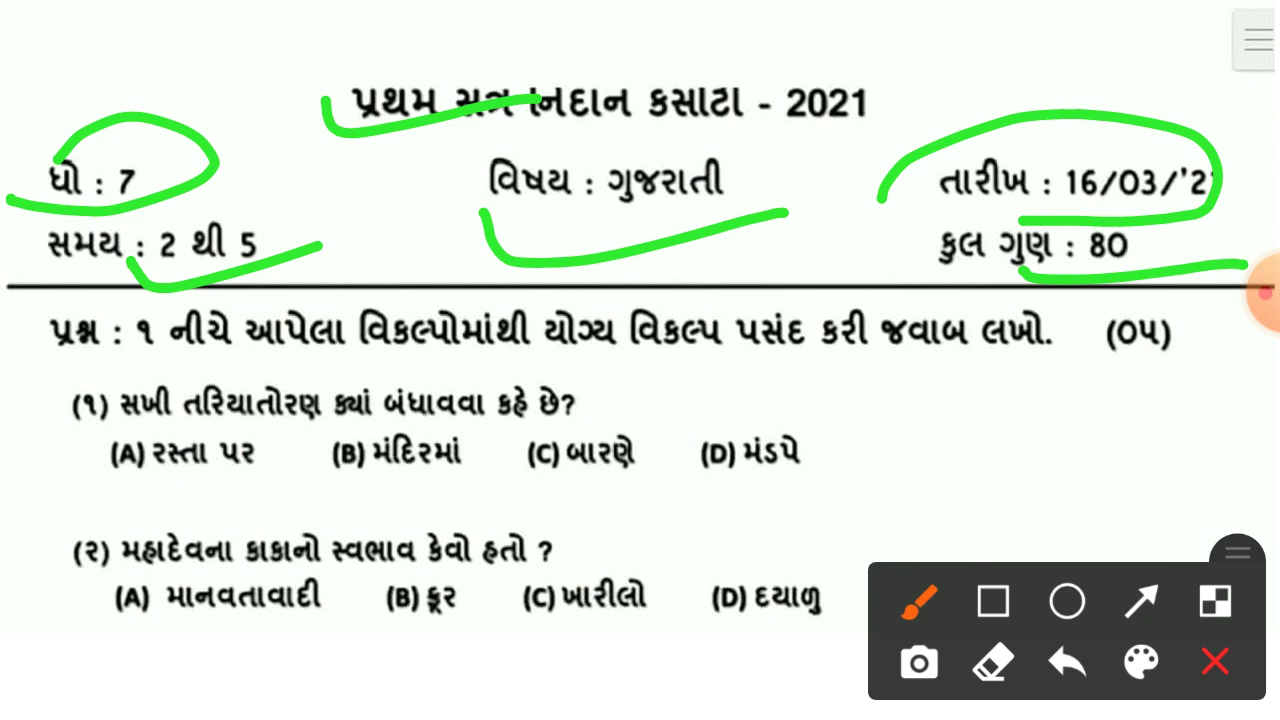 પ્રથમ સત્ર નિદાન કસોટી - 2021
ધો : 7
વિષય : ગુજરાતી
તારીખ : 16/03/'21
સમય : 2 થી 5
કુલ ગુણ : 80
પ્રશ્ન : ૧ નીચે આપેલા વિકલ્પોમાંથી યોગ્ય વિકલ્પ પસંદ કરી જવાબ લખો. (૦૫)
(૧) સખી તરિયાતોરણ ક્યાં બંધાવવા કહે છે?
(A) રસ્તા પર (B) મંદિરમાં (C) બારણે (D) મંડપે
(૨) મહાદેવના કાકાનો સ્વભાવ કેવો હતો ?
(A) માનવતાવાદી (B) ક્રૂર (C) ખારીલો (D) દયાળુ